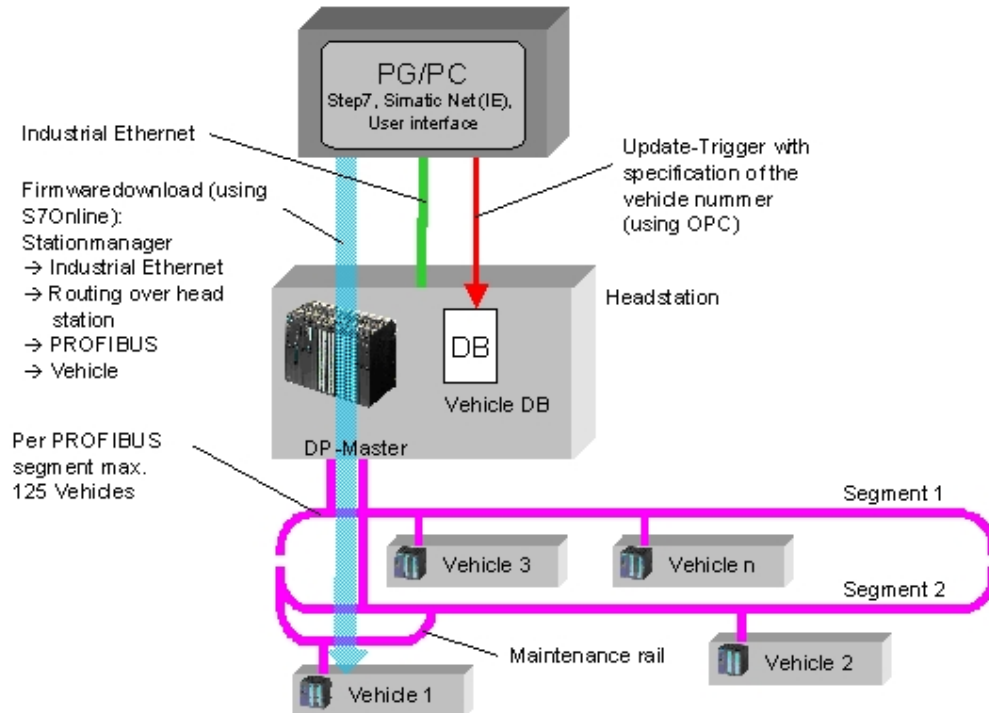 PG/PC
Step7, Simatic Net(IE),
User interface
Industrial Ethernet
Update-Trigger with
specification of the
vehicle nummer
(using OPC)
Firmwaredownload (using
S7Online):
Stationmanager
→ Industrial Ethernet
→ Routing over head
station
→ PROFIBUS
→ Vehicle
Headstation
DB
Vehicle DB
DP-Master
Per PROFIBUS
segment max.
125 Vehicles
Segment 1
Vehicle 3
Vehicle n
Segment 2
Maintenance rail
Vehicle 2
Vehicle 1